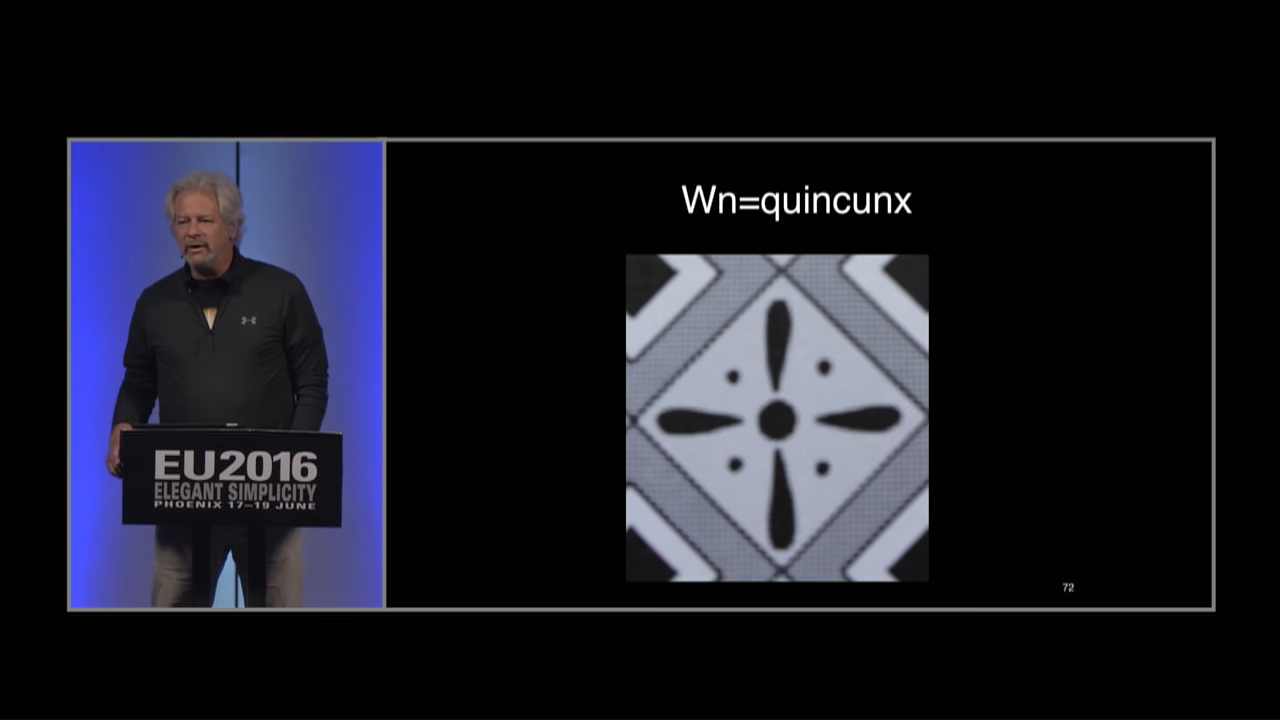 Wn=quincunx
EU2016
ELEGANT SIMPLICITY
PHOENIX 17–19 JUNE
72